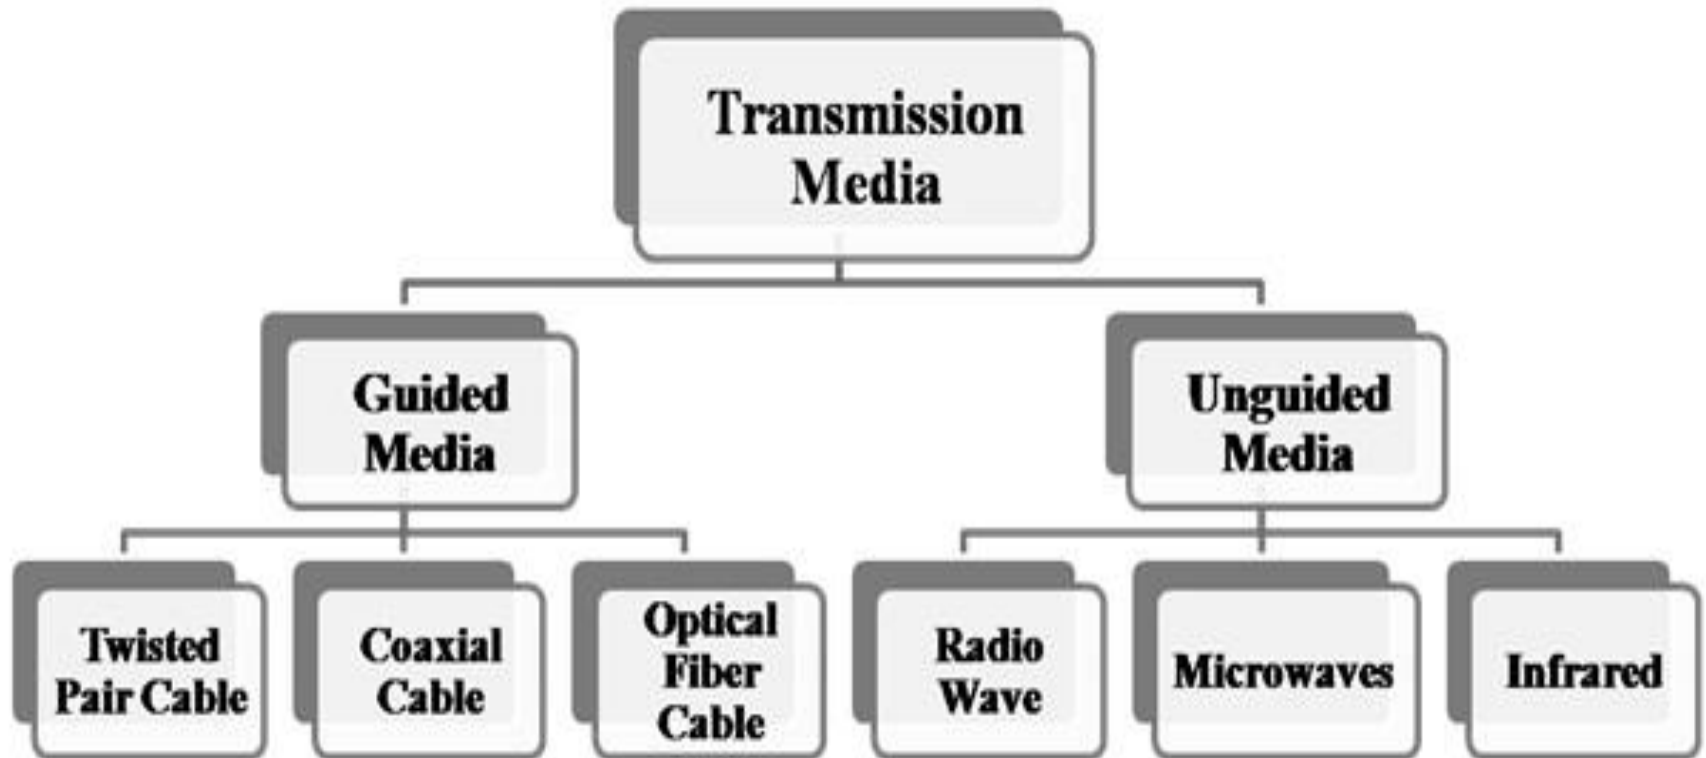 Transmission
Media
Guided
Media
Unguided
Media
Twisted
Pair Cable
Coaxial
Cable
Optical
Fiber
Cable
Radio
Wave
Microwaves
Infrared